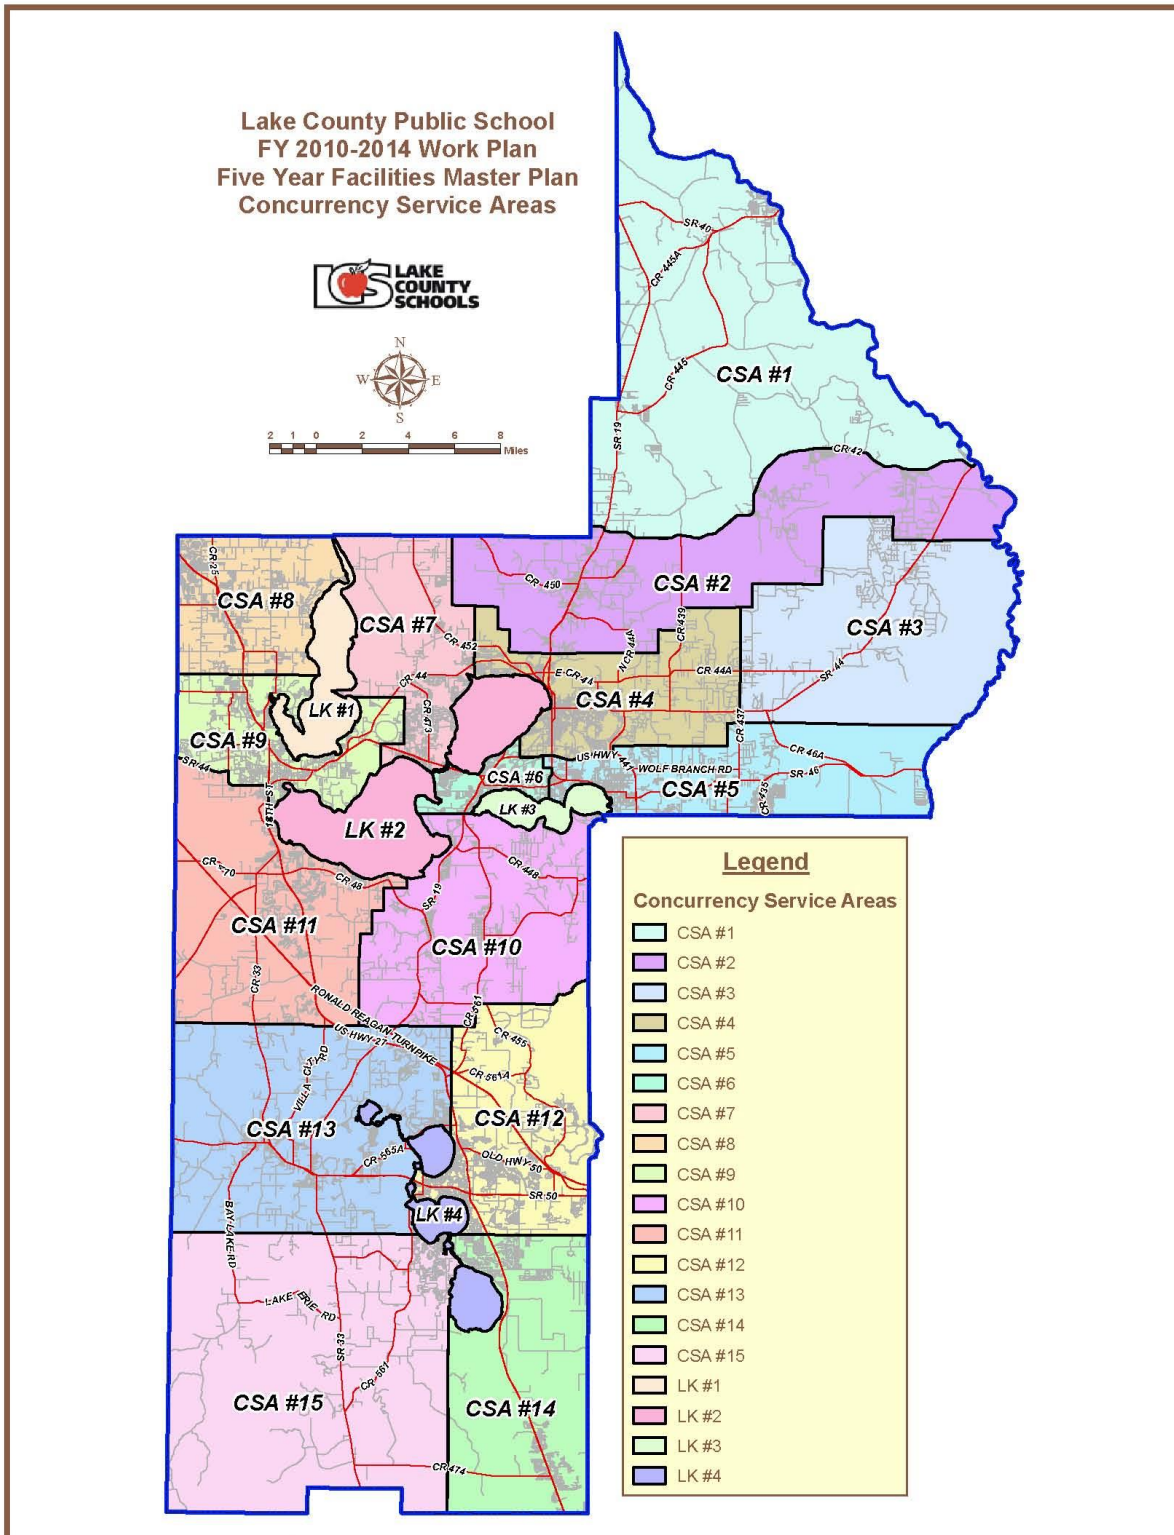 Lake County Public School
FY 2010-2014 Work Plan
Five Year Facilities Master Plan
Concurrency Service Areas
LCS LAKE
COUNTY
SCHOOLS
N
W E
S
2 1 0 2 4 6 8
Miles
SR 40
CR-445A
CSA #1
CR-445
SR 19
CR 42
CSA #2
CR-450
CR-439
N CR 44A
CSA #8
CR-25
CSA #7
CR-452
CSA #3
SR-44
CR 44A
E-CR-44
CSA #4
CR-44
CR-473
LK #1
CSA #9
SR-44
CR-437
US HWY-441
WOLF BRANCH RD
CR 46A
SR-46
CSA #6
CSA #5
CR-435
LK #3
LK #2
CR-470
CR-48
SR-19
CR-448
CSA #11
CSA #10
CR-33
RONALD REAGAN TURNPIKE
US HWY-27
CR-561
CR 455
CR-561A
CSA #13
CSA #12
CR-565A
OLD HWY-50
SR 50
LK #4
BAY LAKE RD
LAKE ERIE RD
SR 33
CR-561
CSA #15
CSA #14
CR 474
Legend
Concurrency Service Areas
CSA #1
CSA #2
CSA #3
CSA #4
CSA #5
CSA #6
CSA #7
CSA #8
CSA #9
CSA #10
CSA #11
CSA #12
CSA #13
CSA #14
CSA #15
LK #1
LK #2
LK #3
LK #4